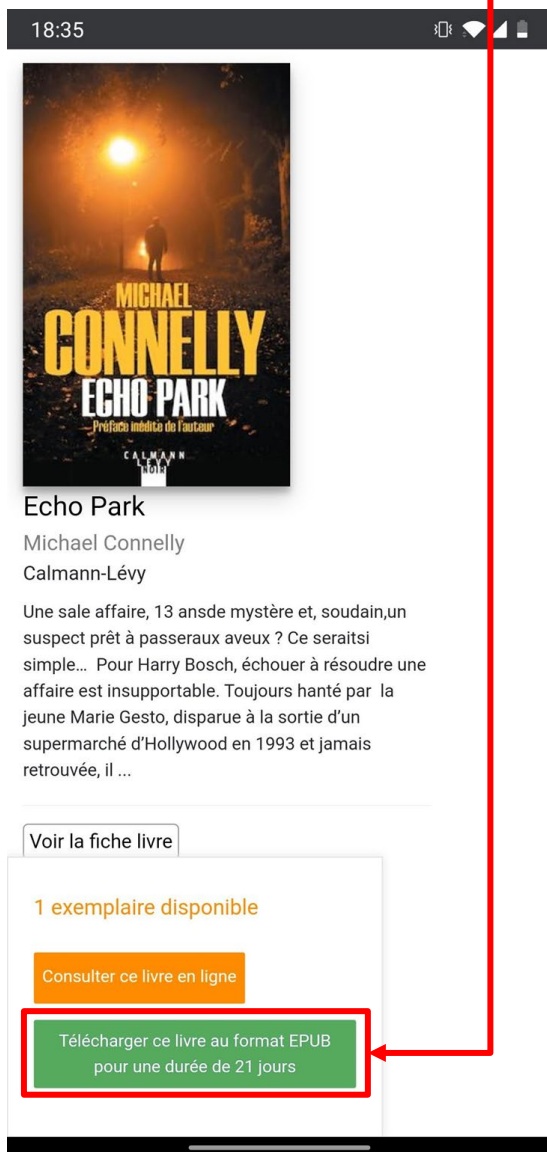 18:35
MICHAEL
CONNELLY
ECHO PARK
Préface inédite de l'auteur
CALMANN
LÉVY
NOIR
Echo Park
Michael Connelly
Calmann-Lévy
Une sale affaire, 13 ansde mystère et, soudain,un
suspect prêt à passeraux aveux ? Ce seraitsi
simple… Pour Harry Bosch, échouer à résoudre une
affaire est insupportable. Toujours hanté par la
jeune Marie Gesto, disparue à la sortie d’un
supermarché d’Hollywood en 1993 et jamais
retrouvée, il ...
Voir la fiche livre
1 exemplaire disponible
Consulter ce livre en ligne
Télécharger ce livre au format EPUB
pour une durée de 21 jours